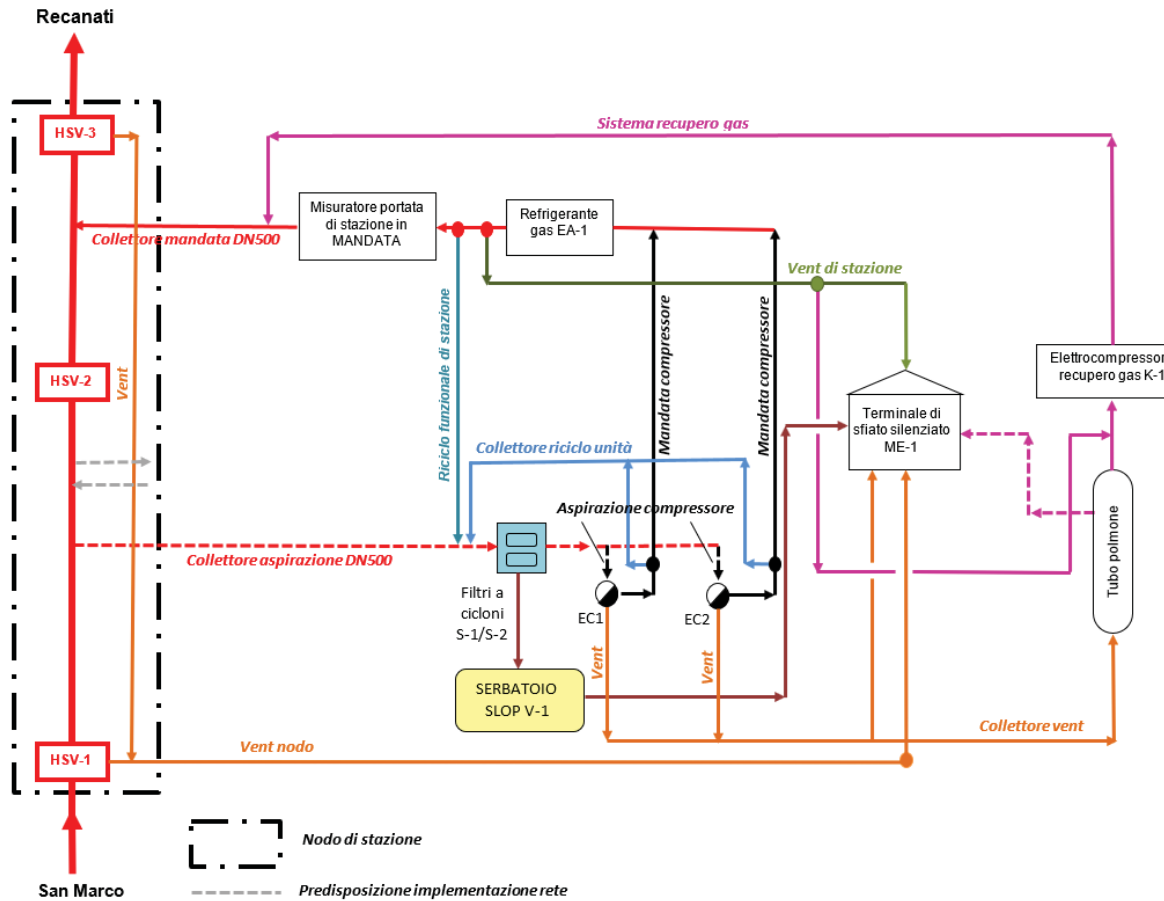 Recanati
HSV-3
Sistema recupero gas
Misuratore portata
di stazione in
MANDATA
Refrigerante
gas EA-1
Collettore mandata DN500
Vent di stazione
Riciclo funzionale di stazione
Mandata compressore
Mandata compressore
Vent
HSV-2
Elettrocompressor
recupero gas K-1
Terminale di
sfiato silenziato
ME-1
Collettore riciclo unità
Aspirazione compressore
Collettore aspirazione DN500
Tubo polmone
Filtri a
cicloni
S-1/S-2
EC1
EC2
Vent
Vent
SERBATOIO
SLOP V-1
Collettore vent
Vent nodo
HSV-1
Nodo di stazione
San Marco
Predisposizione implementazione rete